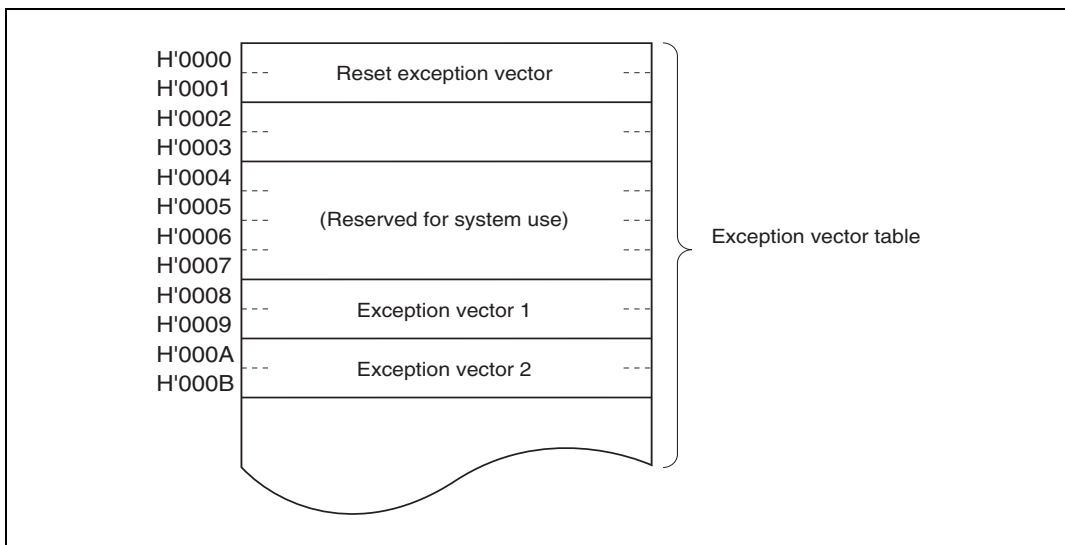 H'0000
Reset exception vector
H'0001
H'0002
H'0003
H'0004
H'0005
(Reserved for system use)
H'0006
Exception vector table
H'0007
H'0008
Exception vector 1
H'0009
H'000A
Exception vector 2
H'000B